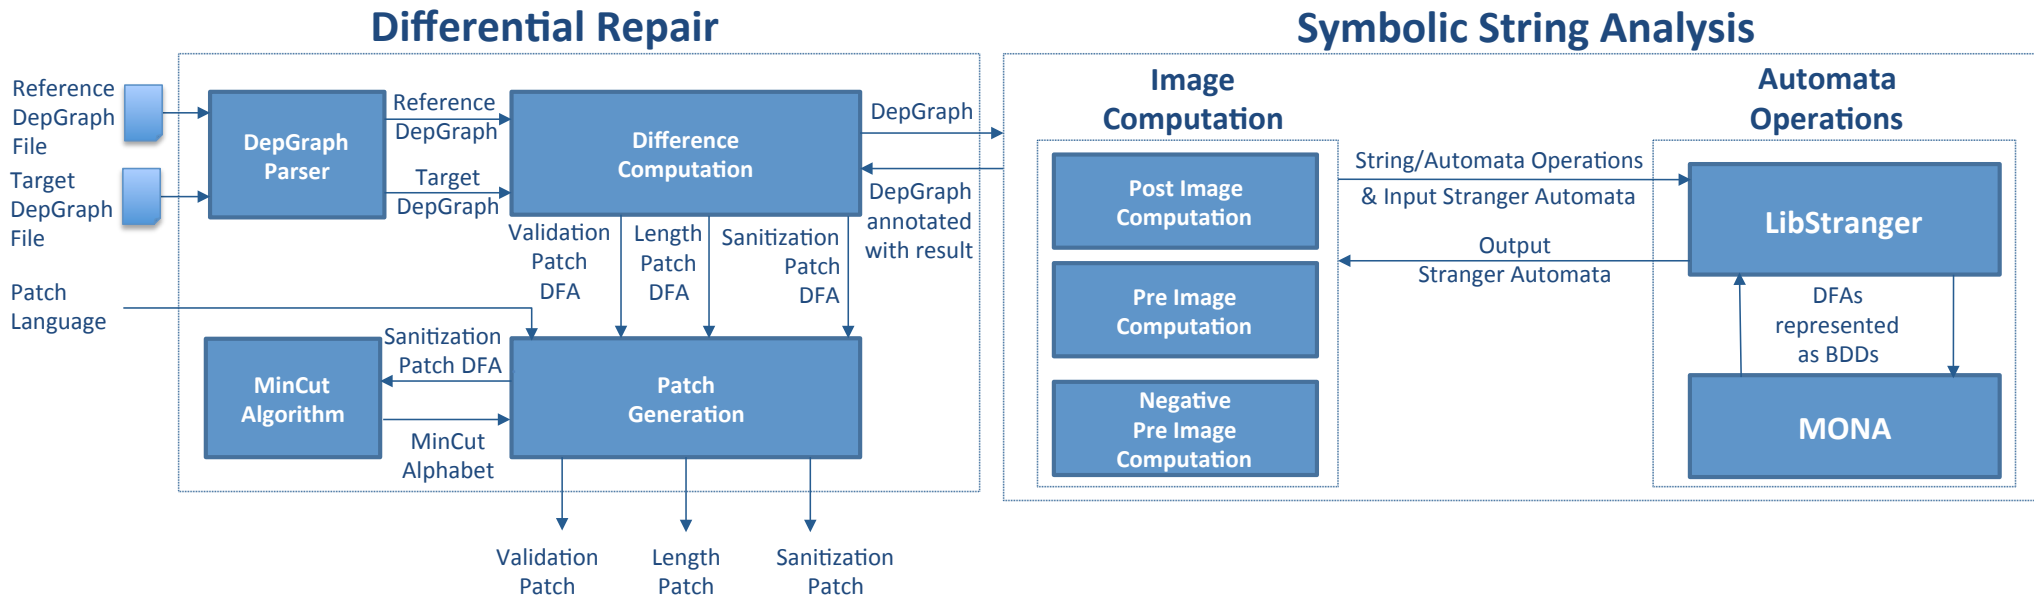 Differential Repair
Reference
DepGraph
File
Target
DepGraph
File
Patch
Language
DepGraph
Parser
Reference
DepGraph
Target
DepGraph
Difference
Computation
DepGraph
DepGraph
annotated
with result
Validation
Patch
DFA
Length
Patch
DFA
Sanitization
Patch
DFA
Sanitization
Patch DFA
MinCut
Algorithm
MinCut
Alphabet
Patch
Generation
Validation
Patch
Length
Patch
Sanitization
Patch
Symbolic String Analysis
Image
Computation
Post Image
Computation
Pre Image
Computation
Negative
Pre Image
Computation
String/Automata Operations
& Input Stranger Automata
Output
Stranger Automata
Automata
Operations
LibStranger
DFAs
represented
as BDDs
MONA